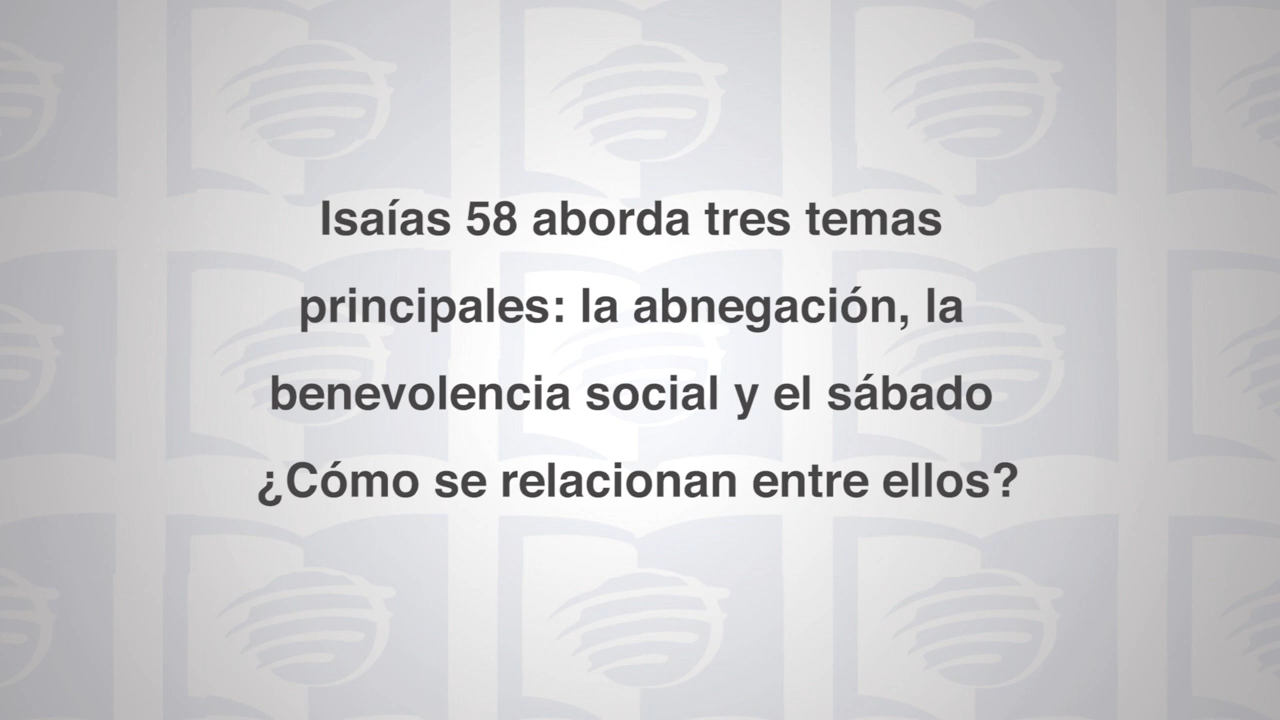 Isaías 58 aborda tres temas
principales: la abnegación, la
benevolencia social y el sábado
¿Cómo se relacionan entre ellos?